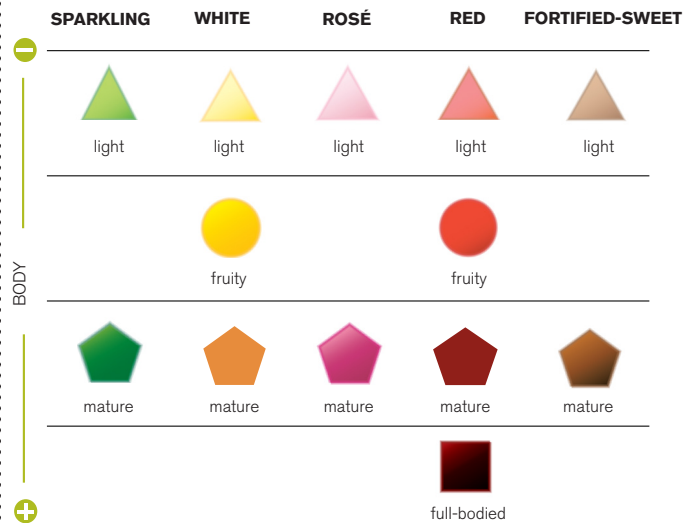 SPARKLING WHITE ROSÉ RED FORTIFIED-SWEET
light light light light light
fruity fruity
BODY
mature mature mature mature mature
full-bodied